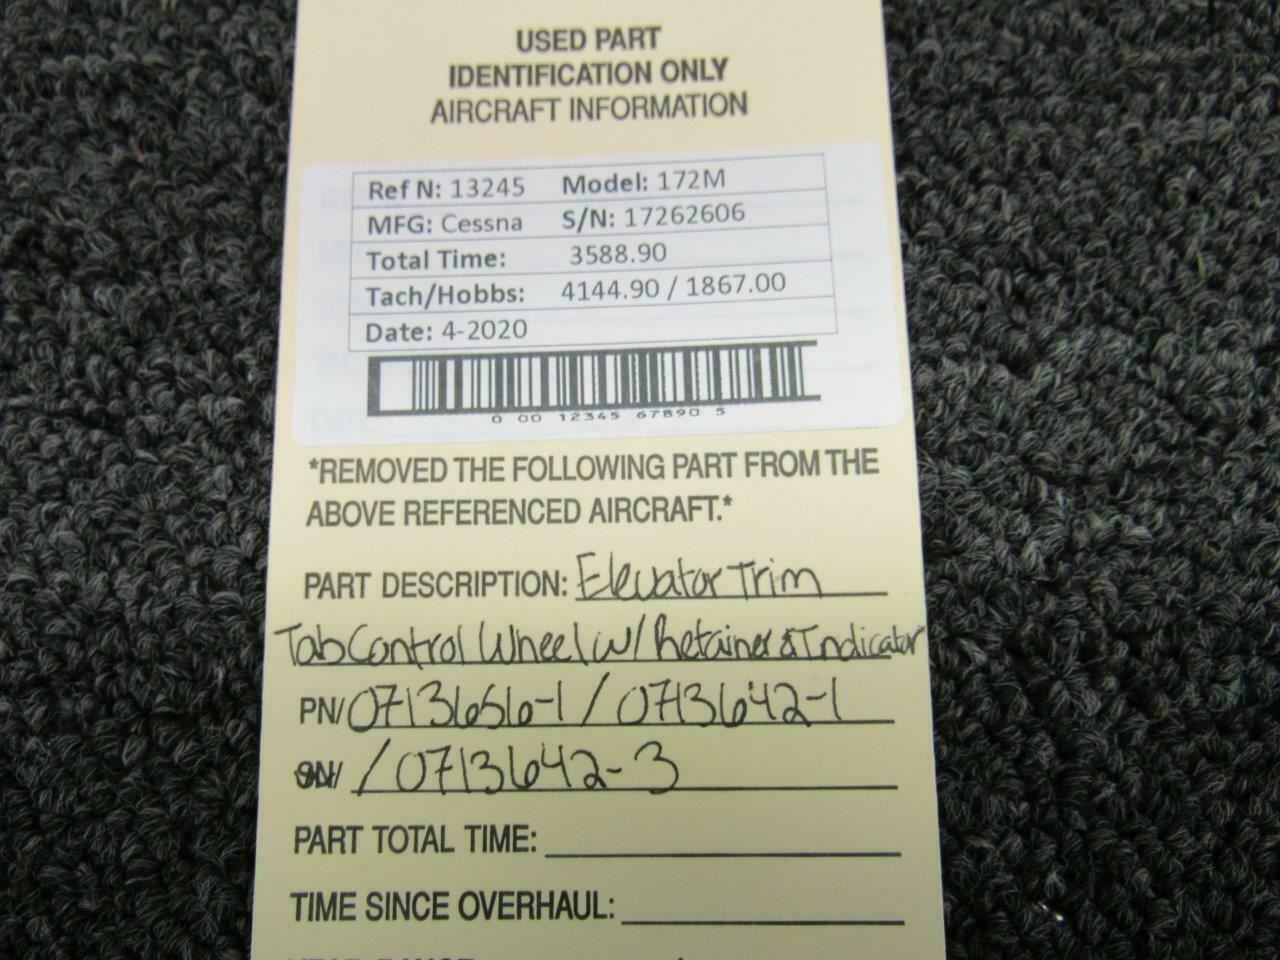 USED PART
IDENTIFICATION ONLY
AIRCRAFT INFORMATION
Ref N: 13245 Model: 172M
MFG: Cessna S/N: 17262606
Total Time: 3588.90
Tach/Hobbs: 4144.90 / 1867.00
Date: 4-2020
0 00 12345 67890 5
*REMOVED THE FOLLOWING PART FROM THE
ABOVE REFERENCED AIRCRAFT.*
PART DESCRIPTION: Elevator Trim
Tab Control Wheel w/ Retainer & Indicator
PN/ 0713656-1 / 0713642-1
SN/ / 0713642-3
PART TOTAL TIME:
TIME SINCE OVERHAUL: